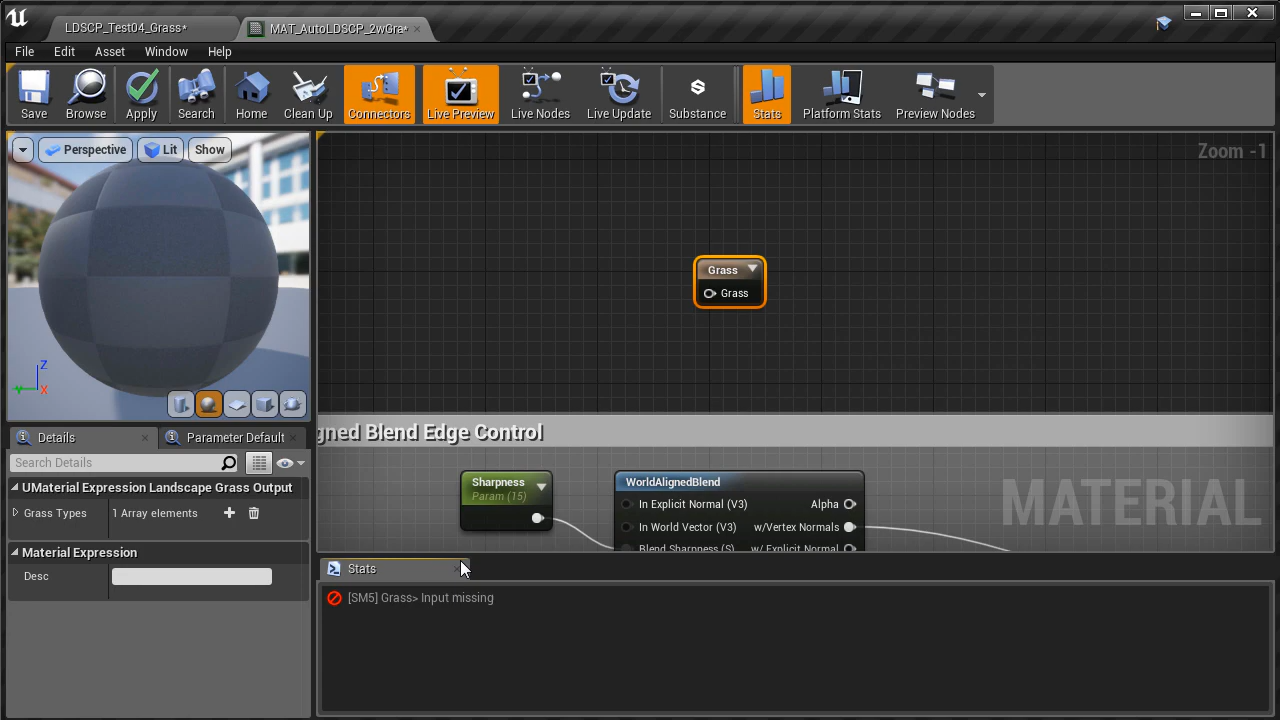 LDSCP_Test04_Grass*
MAT_AutoLDSCP_2wGra*
File Edit Asset Window Help
Save Browse Apply Search Home Clean Up Connectors Live Preview Live Nodes Live Update Substance Stats Platform Stats Preview Nodes
Perspective Lit Show
Zoom -1
Grass
Grass
Z
Y X
Details Parameter Default
Search Details
UMaterial Expression Landscape Grass Output
Grass Types 1 Array elements
Material Expression
Desc
gned Blend Edge Control
Sharpness
Param (15)
WorldAlignedBlend
In Explicit Normal (V3) Alpha
In World Vector (V3) w/Vertex Normals
Blend Sharpness (S) w/ Explicit Normal
MATERIAL
Stats
[SM5] Grass> Input missing